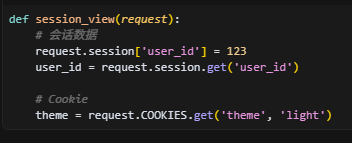 def session_view(request):
    # 会话数据
    request.session['user_id'] = 123
    user_id = request.session.get('user_id')

    # Cookie
    theme = request.COOKIES.get('theme', 'light')